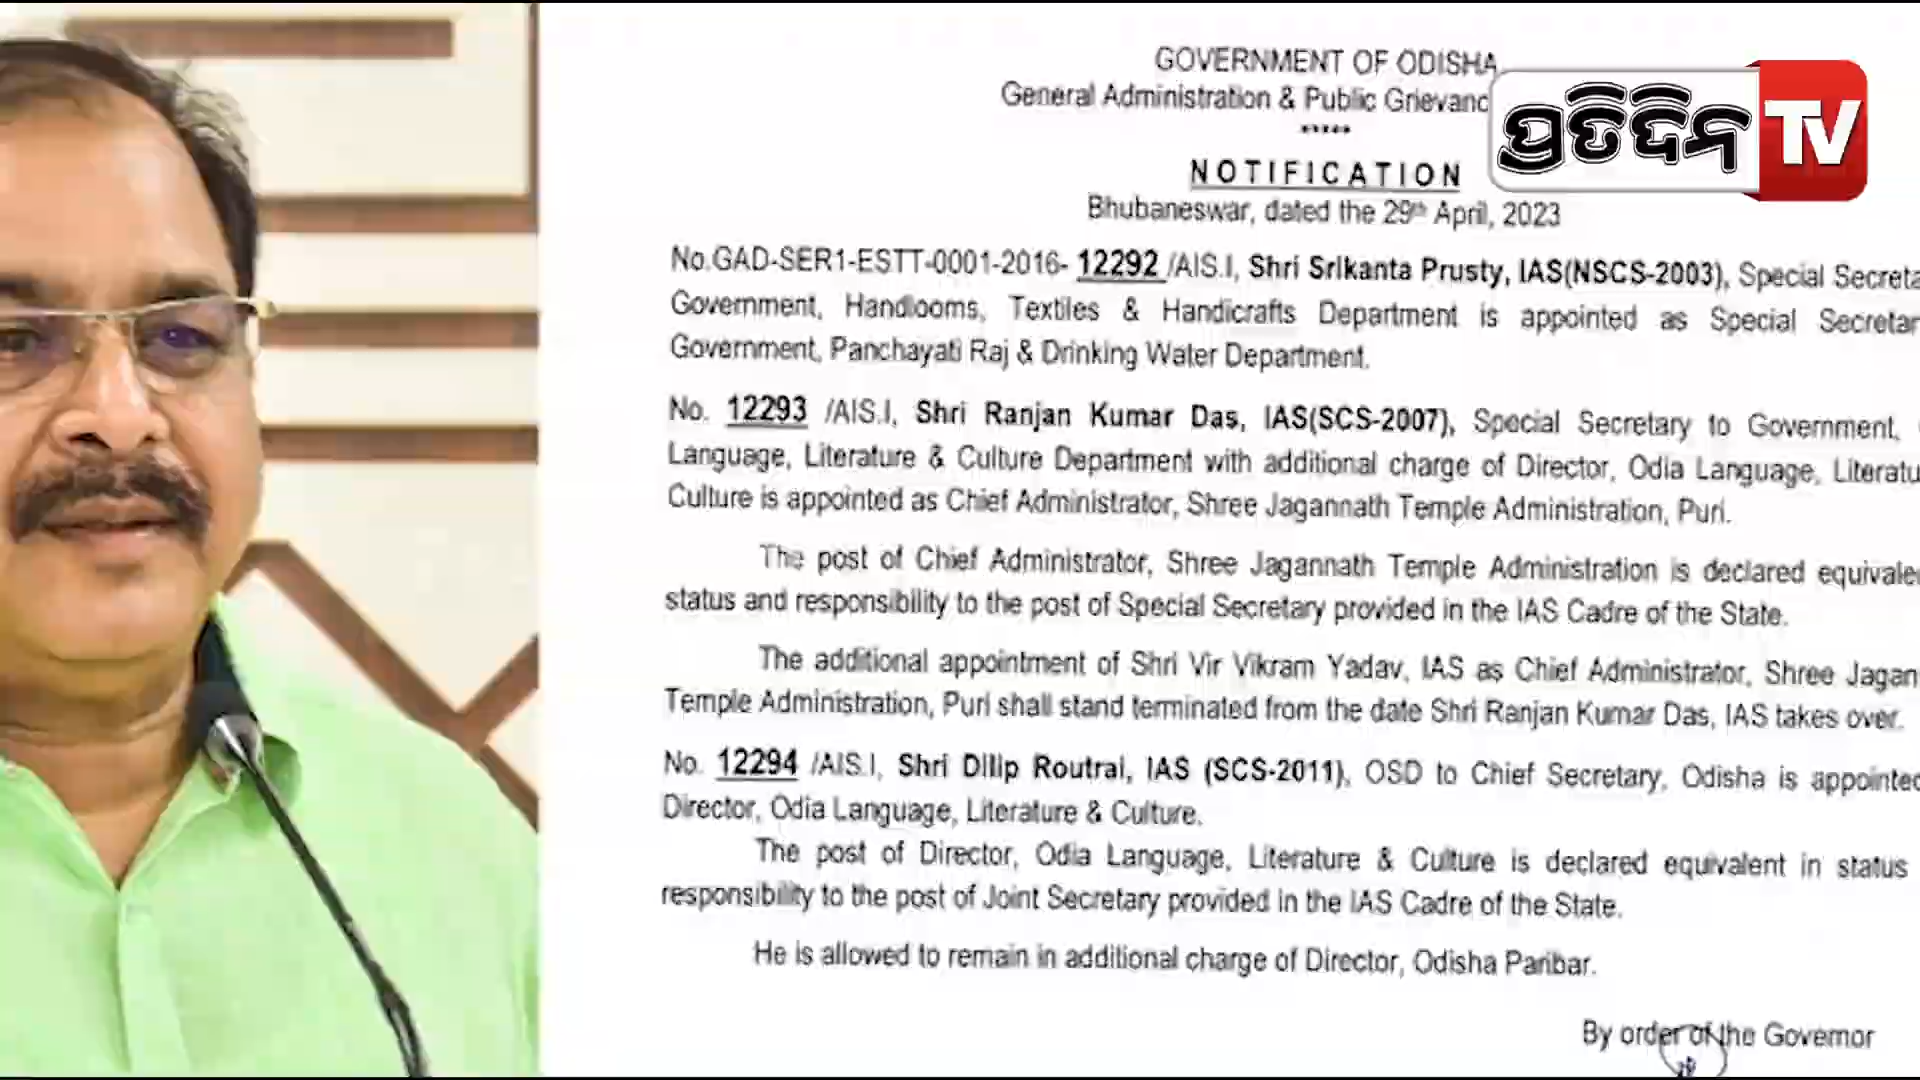 GOVERNMENT OF ODISHA
General Administration & Public Grievanc
*****
ପ୍ରତିଦିନ TV
NOTIFICATION
Bhubaneswar, dated the 29th April, 2023
No.GAD-SER1-ESTT-0001-2016- 12292 /AIS.I, Shri Srikanta Prusty, IAS(NSCS-2003), Special Secreta
Government, Handlooms, Textiles & Handicrafts Department is appointed as Special Secretar
Government, Panchayati Raj & Drinking Water Department.
No. 12293 /AIS.I, Shri Ranjan Kumar Das, IAS(SCS-2007), Special Secretary to Government,
Language, Literature & Culture Department with additional charge of Director, Odia Language, Literatu
Culture is appointed as Chief Administrator, Shree Jagannath Temple Administration, Puri.
The post of Chief Administrator, Shree Jagannath Temple Administration is declared equivale
status and responsibility to the post of Special Secretary provided in the IAS Cadre of the State.
The additional appointment of Shri Vir Vikram Yadav, IAS as Chief Administrator, Shree Jagan
Temple Administration, Puri shall stand terminated from the date Shri Ranjan Kumar Das, IAS takes over.
No. 12294 /AIS.I, Shri Dilip Routrai, IAS (SCS-2011), OSD to Chief Secretary, Odisha is appointed
Director, Odia Language, Literature & Culture.
The post of Director, Odia Language, Literature & Culture is declared equivalent in status
responsibility to the post of Joint Secretary provided in the IAS Cadre of the State.
He is allowed to remain in additional charge of Director, Odisha Paribar.
By order of the Governor